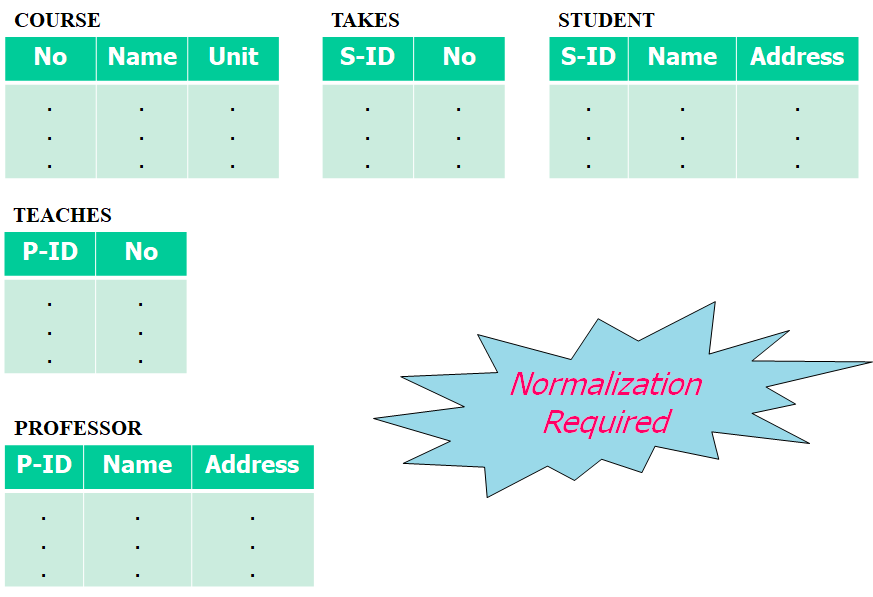 COURSE
No Name Unit
. . .
. . .
. . .
TAKES
S-ID No
. .
. .
. .
STUDENT
S-ID Name Address
. . .
. . .
. . .
TEACHES
P-ID No
. .
. .
. .
PROFESSOR
P-ID Name Address
. . .
. . .
. . .
Normalization
Required